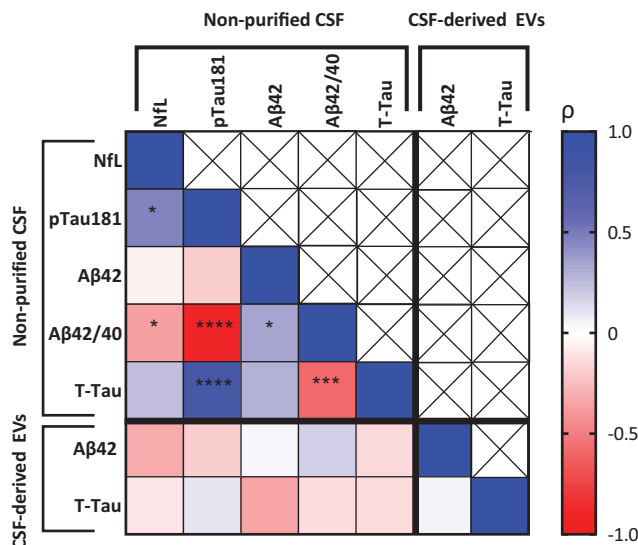 Non-purified CSF
CSF-derived EVs
NfL
pTau181
Aβ42
Aβ42/40
T-Tau
Aβ42
T-Tau
ρ
Non-purified CSF
NfL
pTau181
*
Aβ42
Aβ42/40
* **** *
T-Tau
**** ***
CSF-derived EVs
Aβ42
T-Tau
1.0
0.5
0
-0.5
-1.0